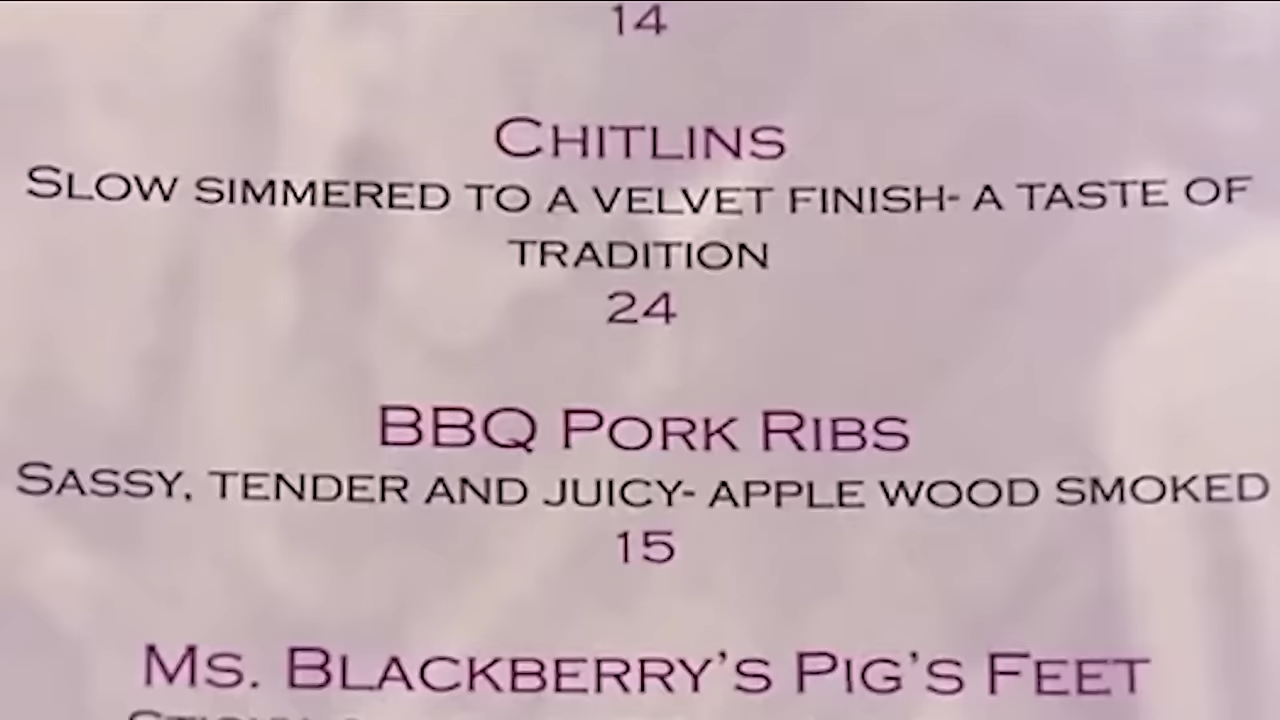 14
Chitlins
Slow simmered to a velvet finish- a taste of
tradition
24
BBQ Pork Ribs
Sassy, tender and juicy- apple wood smoked
15
Ms. Blackberry's Pig's Feet